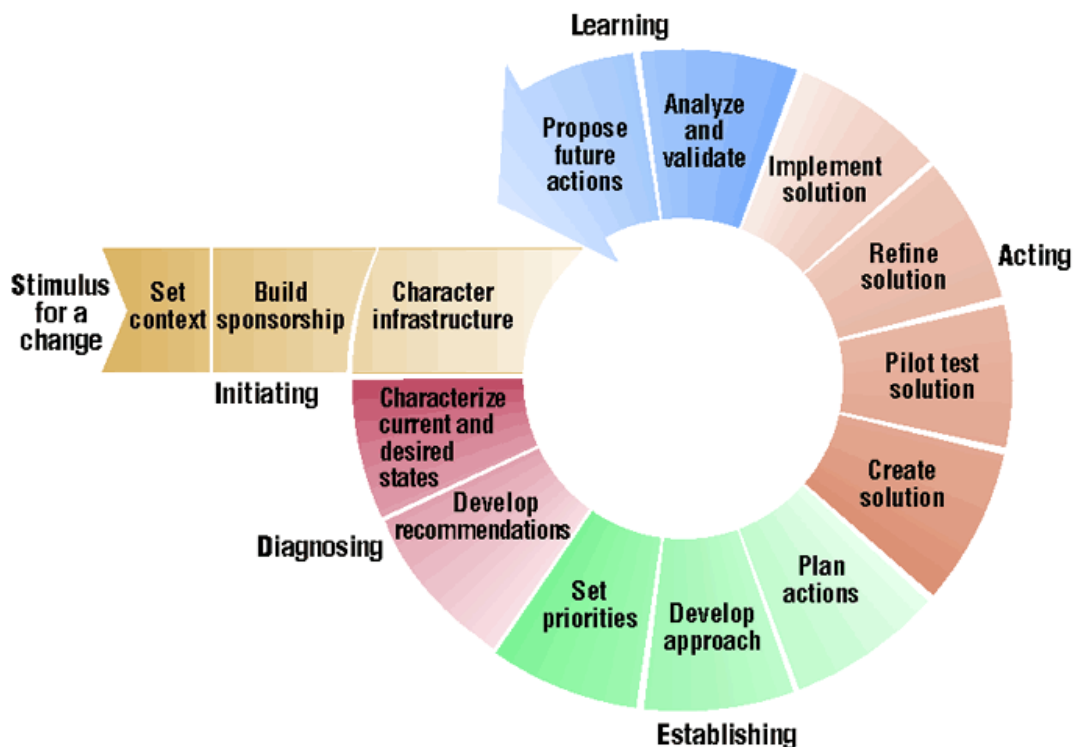 Learning
Propose
future
actions
Analyze
and
validate
Implement
solution
Refine
solution
Acting
Pilot test
solution
Create
solution
Stimulus
for a
change
Set
context
Build
sponsorship
Character
infrastructure
Initiating
Characterize
current and
desired
states
Develop
recommendations
Diagnosing
Set
priorities
Develop
approach
Plan
actions
Establishing